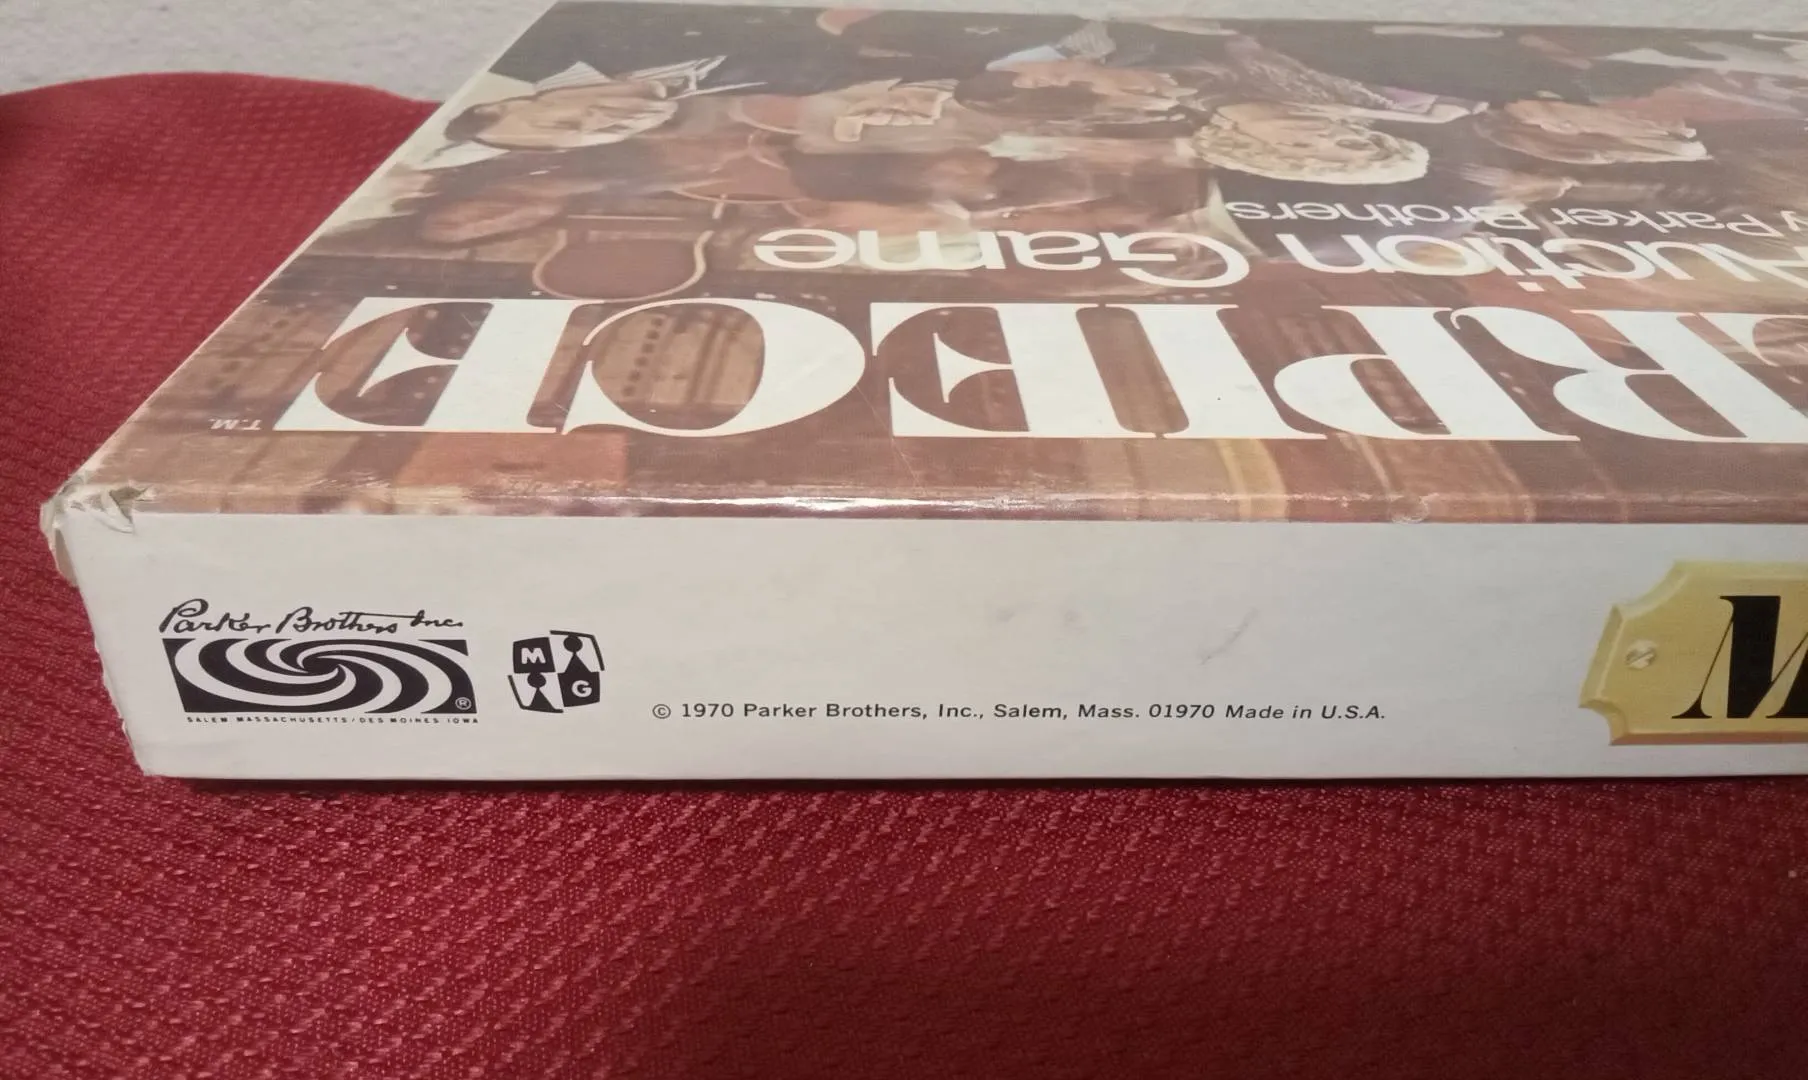 y Parker Brothers
Auction Game
ERPIECE
T.M.
Parker Brothers Inc.
®
SALEM MASSACHUSETTS / DES MOINES IOWA
M
G
© 1970 Parker Brothers, Inc., Salem, Mass. 01970 Made in U.S.A.
M